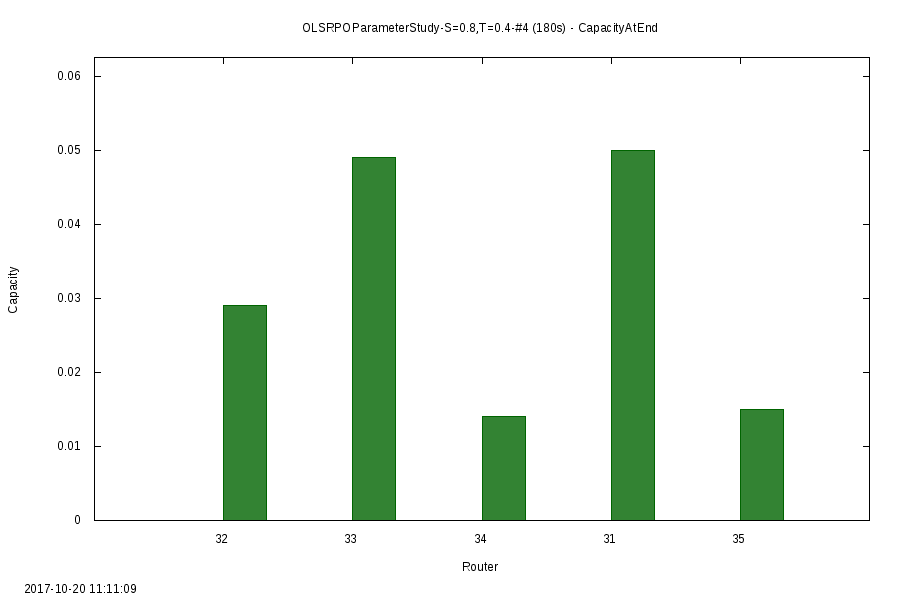 OLSRPOParameterStudy-S=0.8,T=0.4-#4 (180s) - CapacityAtEnd
0.06
0.05
0.04
0.03
0.02
0.01
0
Capacity
32 33 34 31 35
Router
2017-10-20 11:11:09